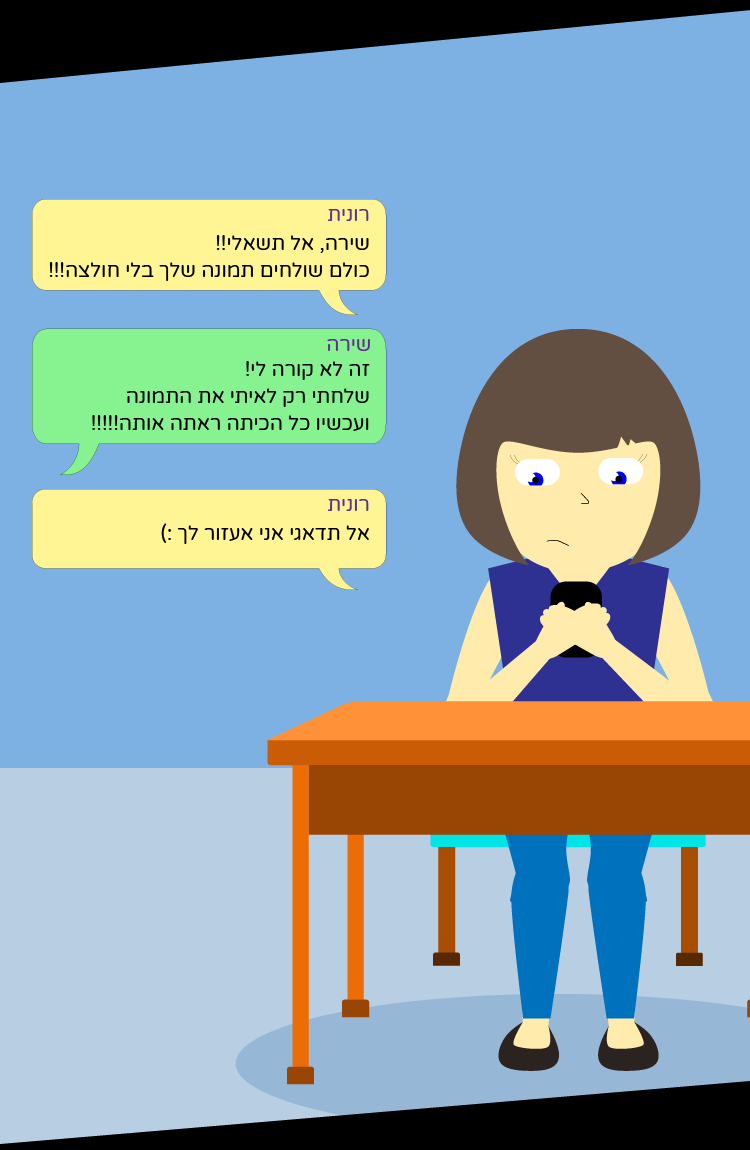 רונית
שירה, אל תשאלי!!
כולם שולחים תמונה שלך בלי חולצה!!!
שירה
זה לא קורה לי!
שלחתי רק לאיתי את התמונה
ועכשיו כל הכיתה ראתה אותה!!!!!
רונית
אל תדאגי אני אעזור לך :)